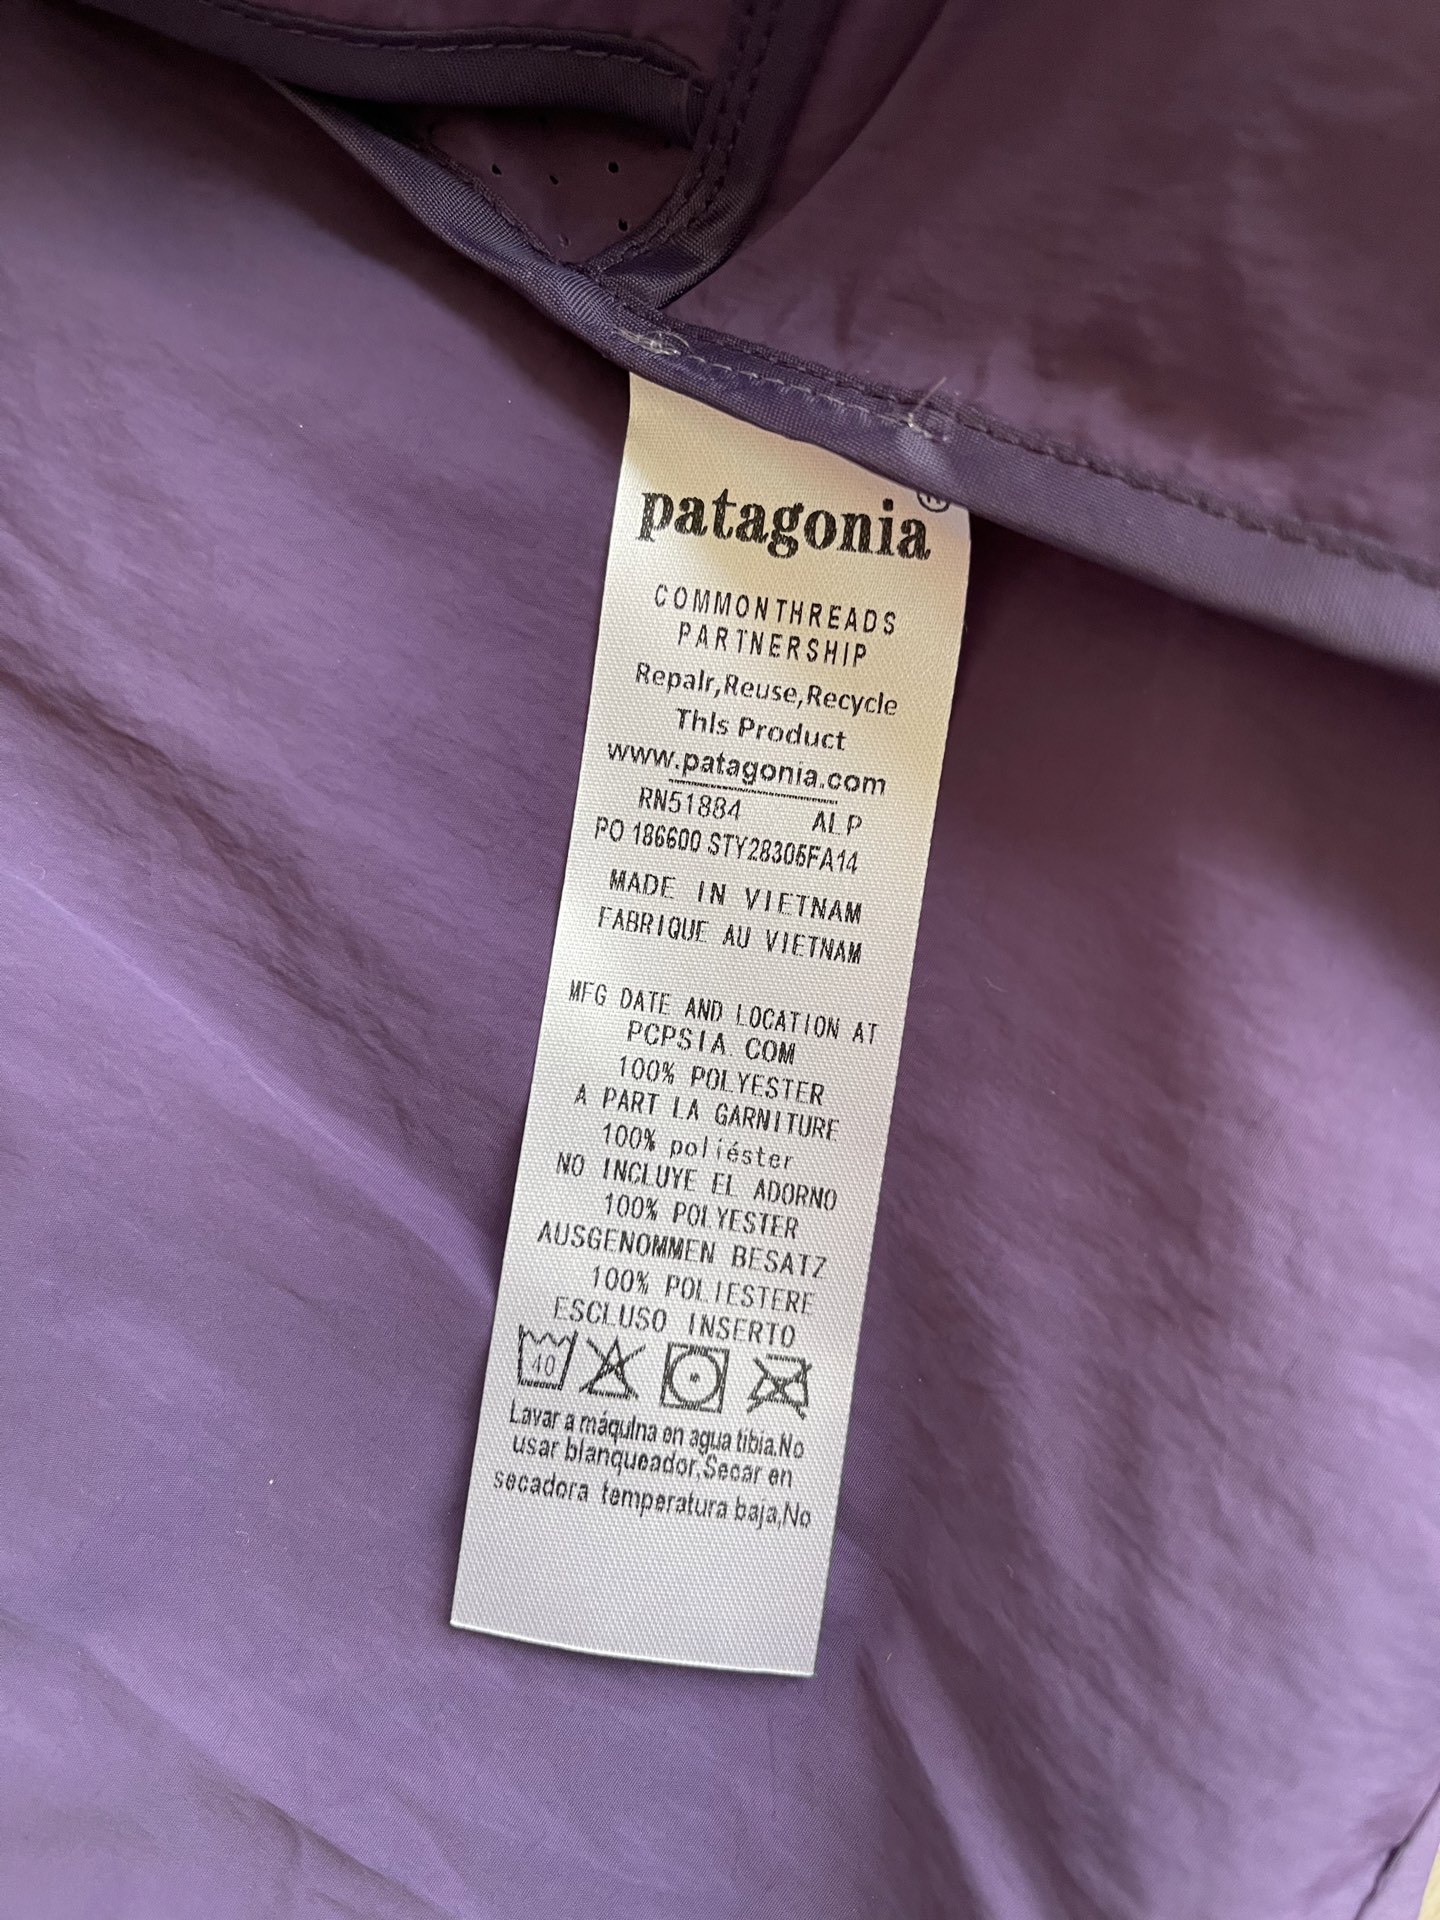 patagonia®
COMMONTHREADS
PARTNERSHIP
Repalr,Reuse,Recycle
Thls Product
www.patagonia.com
RN51884 ALP
PO 186600 STY28305FA14
MADE IN VIETNAM
FABRIQUE AU VIETNAM
MFG DATE AND LOCATION AT
PCPSIA.COM
100% POLYESTER
A PART LA GARNITURE
100% poliéster
NO INCLUYE EL ADORNO
100% POLYESTER
AUSGENOMMEN BESATZ
100% POLIESTERE
ESCLUSO INSERTO
40
Lavar a máqulna en agua tibia.No
usar blanqueador.Secar en
secadora temperatura baja,No